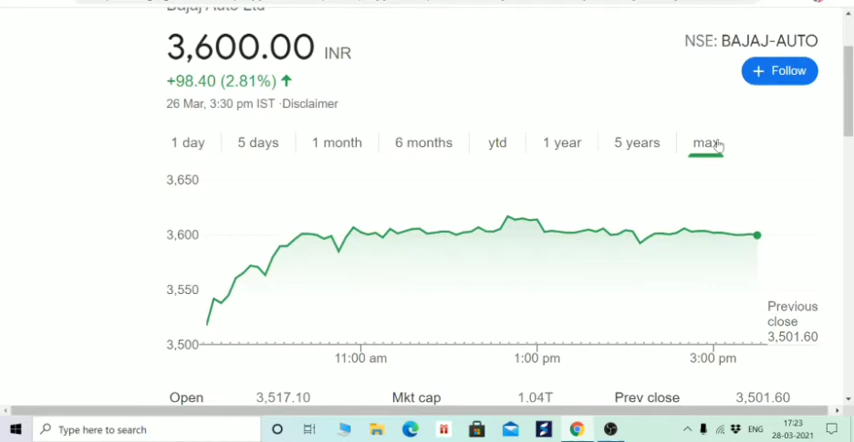 Bajaj Auto Ltd
3,600.00 INR
NSE: BAJAJ-AUTO
+98.40 (2.81%) ↑
+ Follow
26 Mar, 3:30 pm IST ·Disclaimer
1 day 5 days 1 month 6 months ytd 1 year 5 years max
3,650
3,600
3,550
3,500
Previous
close
3,501.60
11:00 am 1:00 pm 3:00 pm
Open 3,517.10 Mkt cap 1.04T Prev close 3,501.60
Type here to search
ENG
17:23
28-03-2021